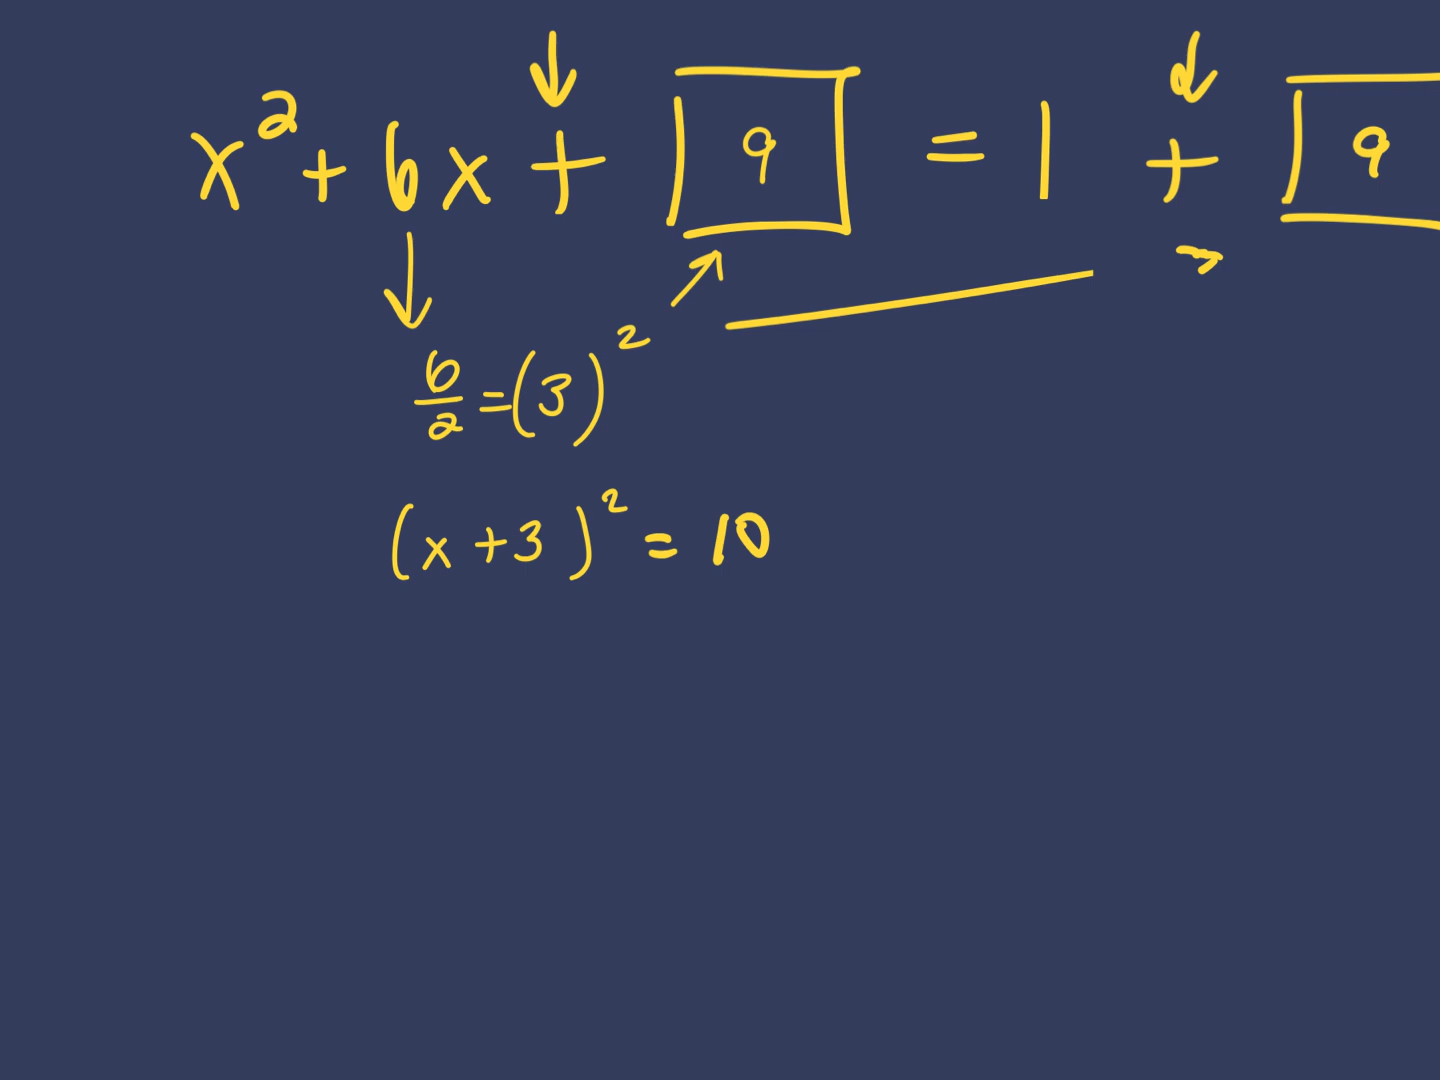 x² + 6x + 9 = 1 + 9
6/2 = (3)²
(x + 3)² = 10